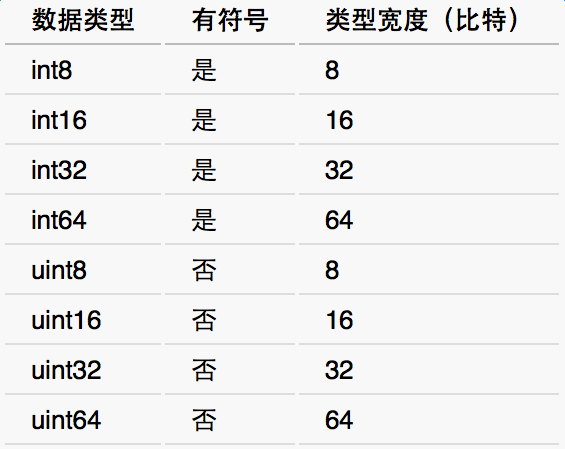 数据类型 有符号 类型宽度（比特）
int8 是 8
int16 是 16
int32 是 32
int64 是 64
uint8 否 8
uint16 否 16
uint32 否 32
uint64 否 64